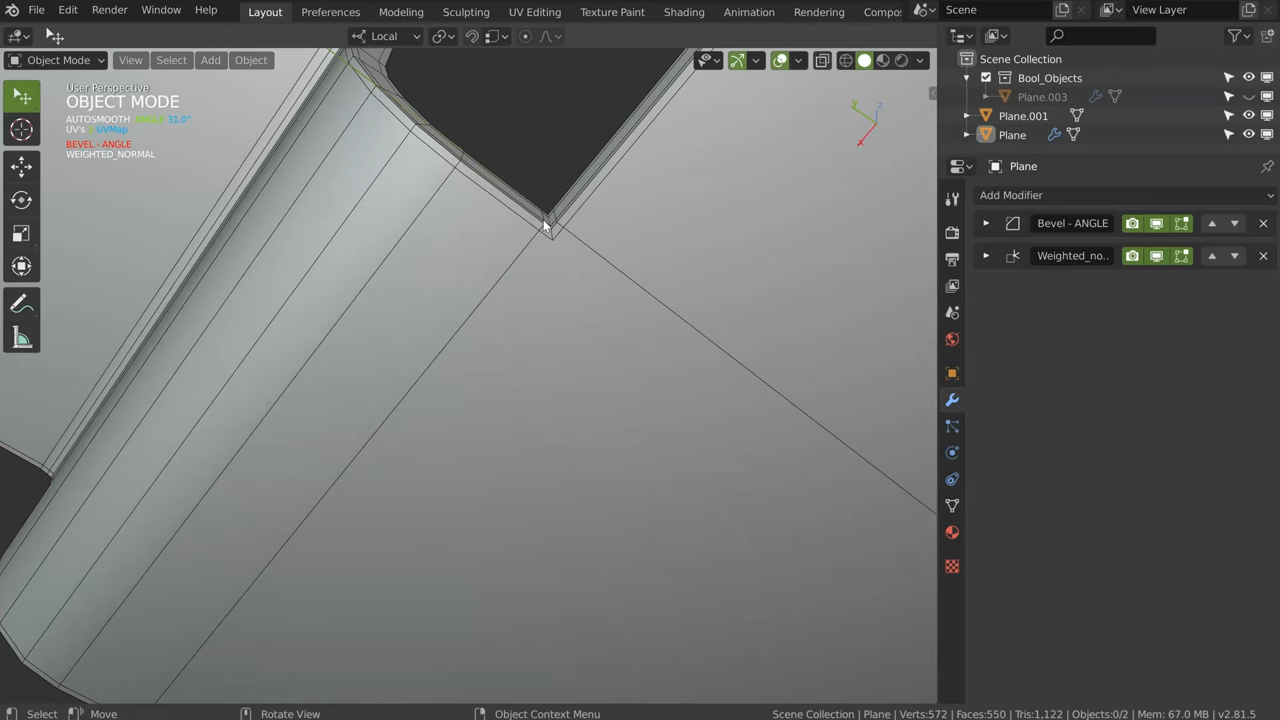 File Edit Render Window Help Layout Preferences Modeling Sculpting UV Editing Texture Paint Shading Animation Rendering Compo: Scene View Layer
Local
Object Mode View Select Add Object
User Perspective
OBJECT MODE
AUTOSMOOTH ANGLE 31.0°
UVMap
BEVEL - ANGLE
WEIGHTED_NORMAL
Y Z
X
Scene Collection
Bool_Objects
Plane.003
Plane.001
Plane
Plane
Add Modifier
Bevel - ANGLE
Weighted_no..
Select Move Rotate View Object Context Menu Scene Collection | Plane | Verts:572 | Faces:550 | Tris:1,122 | Objects:0/2 | Mem: 67.0 MB | v2.81.5